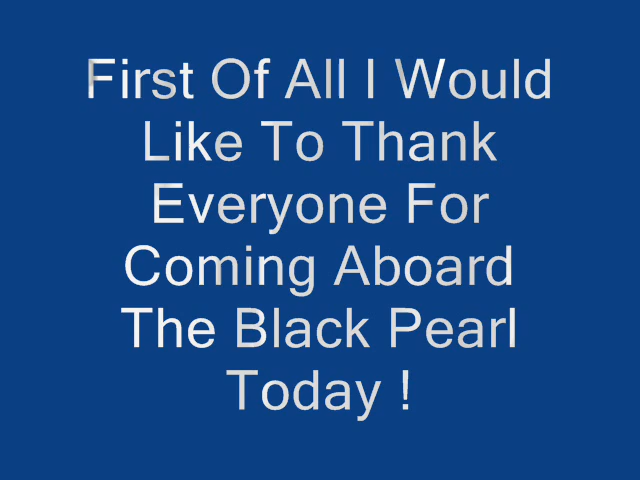 First Of All I Would
Like To Thank
Everyone For
Coming Aboard
The Black Pearl
Today !